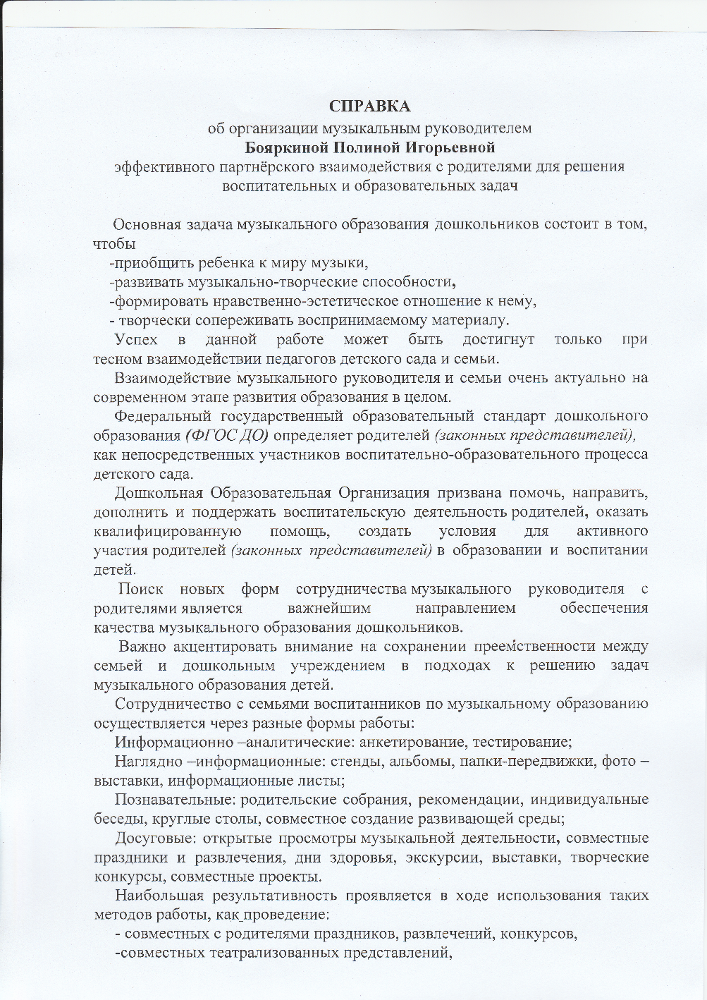 СПРАВКА
об организации музыкальным руководителем
Бояркиной Полиной Игорьевной
эффективного партнёрского взаимодействия с родителями для решения
воспитательных и образовательных задач
Основная задача музыкального образования дошкольников состоит в том,
чтобы
-приобщить ребенка к миру музыки,
-развивать музыкально-творческие способности,
-формировать нравственно-эстетическое отношение к нему,
- творчески сопереживать воспринимаемому материалу.
Успех в данной работе может быть достигнут только при
тесном взаимодействии педагогов детского сада и семьи.
Взаимодействие музыкального руководителя и семьи очень актуально на
современном этапе развития образования в целом.
Федеральный государственный образовательный стандарт дошкольного
образования (ФГОС ДО) определяет родителей (законных представителей),
как непосредственных участников воспитательно-образовательного процесса
детского сада.
Дошкольная Образовательная Организация призвана помочь, направить,
дополнить и поддержать воспитательскую деятельность родителей, оказать
квалифицированную помощь, создать условия для активного
участия родителей (законных представителей) в образовании и воспитании
детей.
Поиск новых форм сотрудничества музыкального руководителя с
родителями является важнейшим направлением обеспечения
качества музыкального образования дошкольников.
Важно акцентировать внимание на сохранении преемственности между
семьей и дошкольным учреждением в подходах к решению задач
музыкального образования детей.
Сотрудничество с семьями воспитанников по музыкальному образованию
осуществляется через разные формы работы:
Информационно –аналитические: анкетирование, тестирование;
Наглядно –информационные: стенды, альбомы, папки-передвижки, фото –
выставки, информационные листы;
Познавательные: родительские собрания, рекомендации, индивидуальные
беседы, круглые столы, совместное создание развивающей среды;
Досуговые: открытые просмотры музыкальной деятельности, совместные
праздники и развлечения, дни здоровья, экскурсии, выставки, творческие
конкурсы, совместные проекты.
Наибольшая результативность проявляется в ходе использования таких
методов работы, как проведение:
- совместных с родителями праздников, развлечений, конкурсов,
-совместных театрализованных представлений,